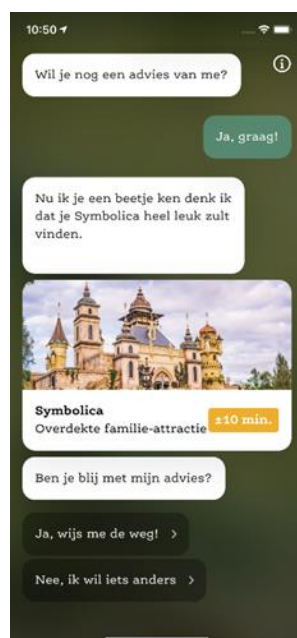 10:50
Wil je nog een advies van me?
Ja, graag!
Nu ik je een beetje ken denk ik
dat je Symbolica heel leuk zult
vinden.
Symbolica
Overdekte familie-attractie
±10 min.
Ben je blij met mijn advies?
Ja, wijs me de weg! >
Nee, ik wil iets anders >